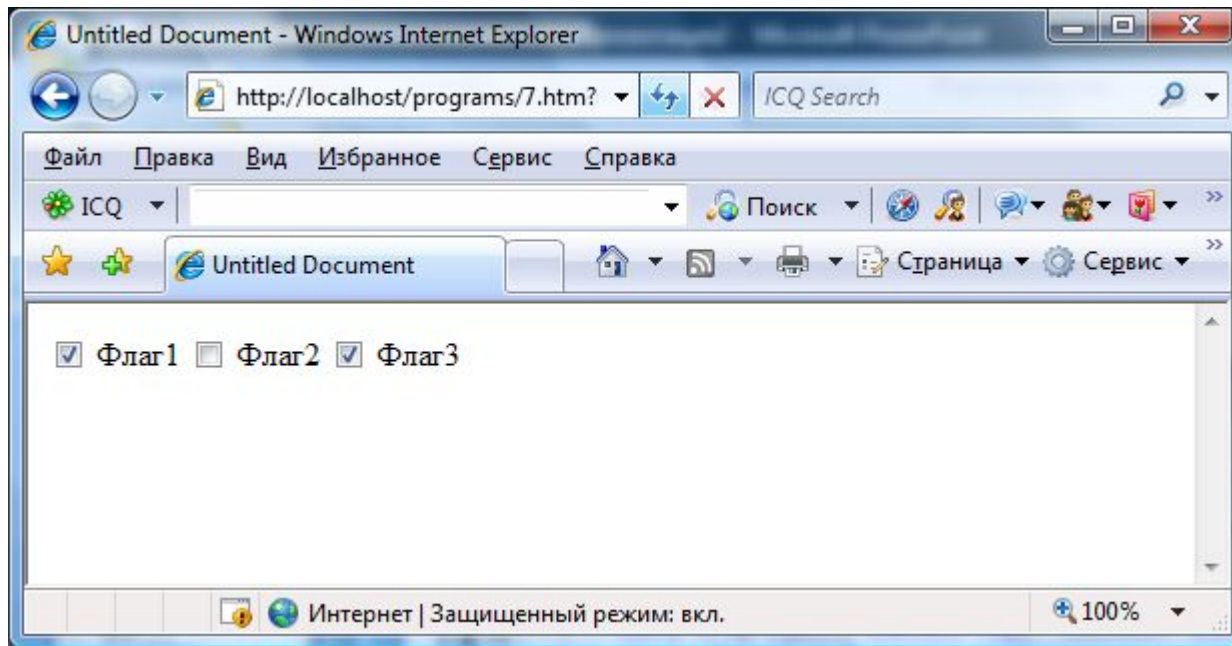 Untitled Document - Windows Internet Explorer
http://localhost/programs/7.htm? ICQ Search
Файл Правка Вид Избранное Сервис Справка
ICQ Поиск
Untitled Document Страница Сервис
Флаг1 Флаг2 Флаг3
Интернет | Защищенный режим: вкл. 100%